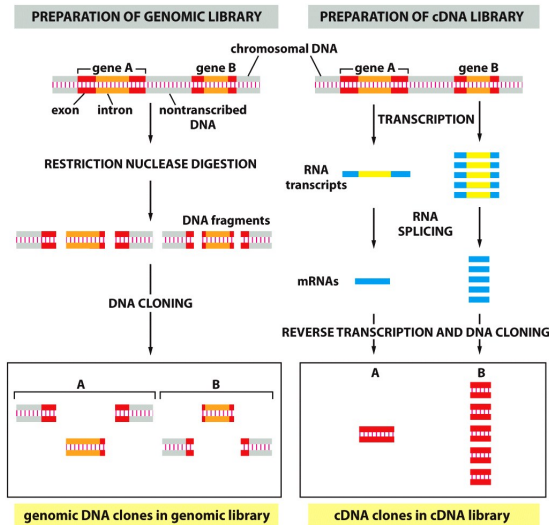 PREPARATION OF GENOMIC LIBRARY
PREPARATION OF cDNA LIBRARY
chromosomal DNA
gene A
gene B
exon
intron
nontranscribed
DNA
RESTRICTION NUCLEASE DIGESTION
DNA fragments
DNA CLONING
A
B
genomic DNA clones in genomic library
gene A
gene B
TRANSCRIPTION
RNA
transcripts
RNA
SPLICING
mRNAs
REVERSE TRANSCRIPTION AND DNA CLONING
A
B
cDNA clones in cDNA library